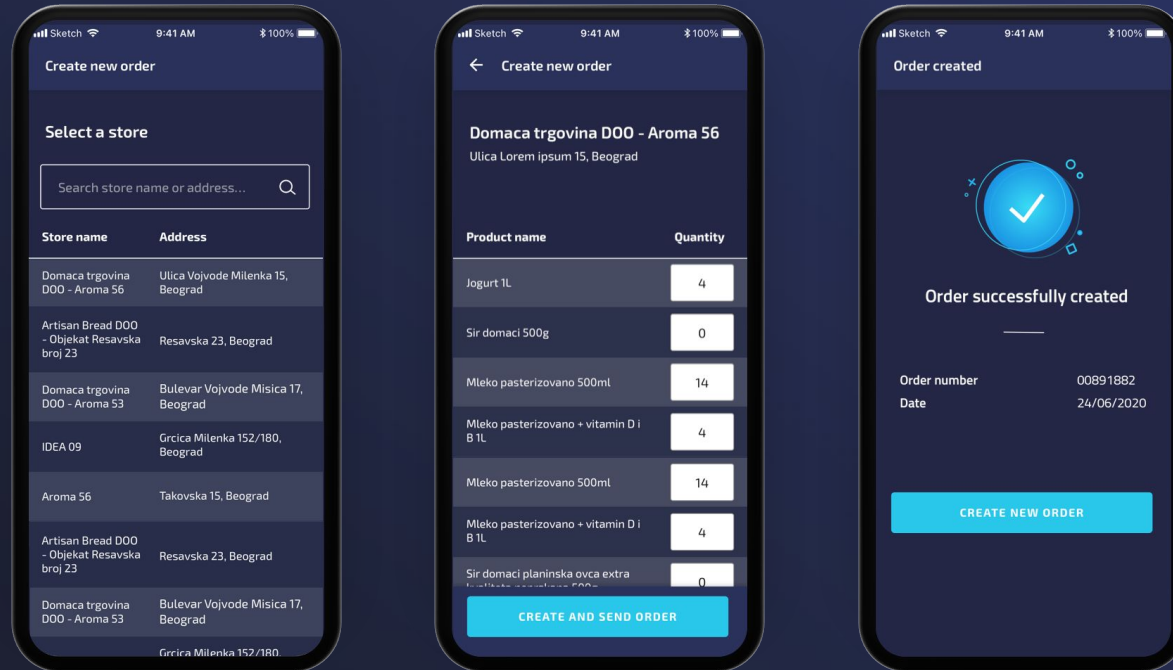 Sketch 9:41 AM 100%
Create new order
Select a store
Search store name or address...
Store name Address
Domaca trgovina Ulica Vojvode Milenka 15,
DOO - Aroma 56 Beograd
Artisan Bread DOO
- Objekat Resavska Resavska 23, Beograd
broj 23
Domaca trgovina Bulevar Vojvode Misica 17,
DOO - Aroma 53 Beograd
IDEA 09 Grcica Milenka 152/180,
Beograd
Aroma 56 Takovska 15, Beograd
Artisan Bread DOO
- Objekat Resavska Resavska 23, Beograd
broj 23
Domaca trgovina Bulevar Vojvode Misica 17,
DOO - Aroma 53 Beograd
Grcica Milenka 152/180,
Sketch 9:41 AM 100%
Create new order
Domaca trgovina DOO - Aroma 56
Ulica Lorem ipsum 15, Beograd
Product name Quantity
Jogurt 1L 4
Sir domaci 500g 0
Mleko pasterizovano 500ml 14
Mleko pasterizovano + vitamin D i
B 1L 4
Mleko pasterizovano 500ml 14
Mleko pasterizovano + vitamin D i
B 1L 4
Sir domaci planinska ovca extra 0
CREATE AND SEND ORDER
Sketch 9:41 AM 100%
Order created
Order successfully created
Order number 00891882
Date 24/06/2020
CREATE NEW ORDER